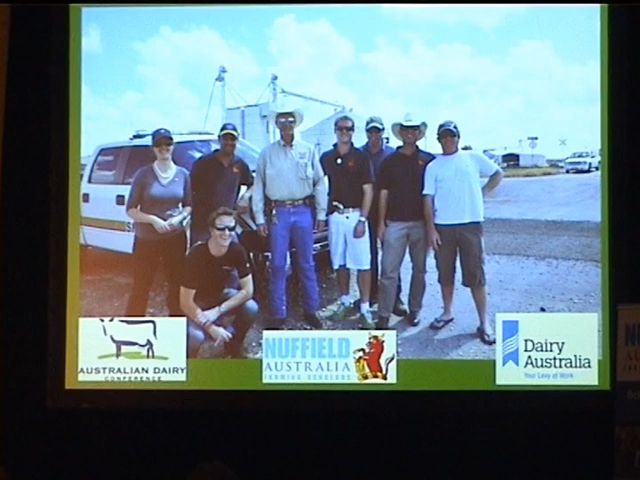 AUSTRALIAN DAIRY
CONFERENCE
NUFFIELD
AUSTRALIA
FARMING SCHOLARS
Dairy
Australia
Your Levy at Work